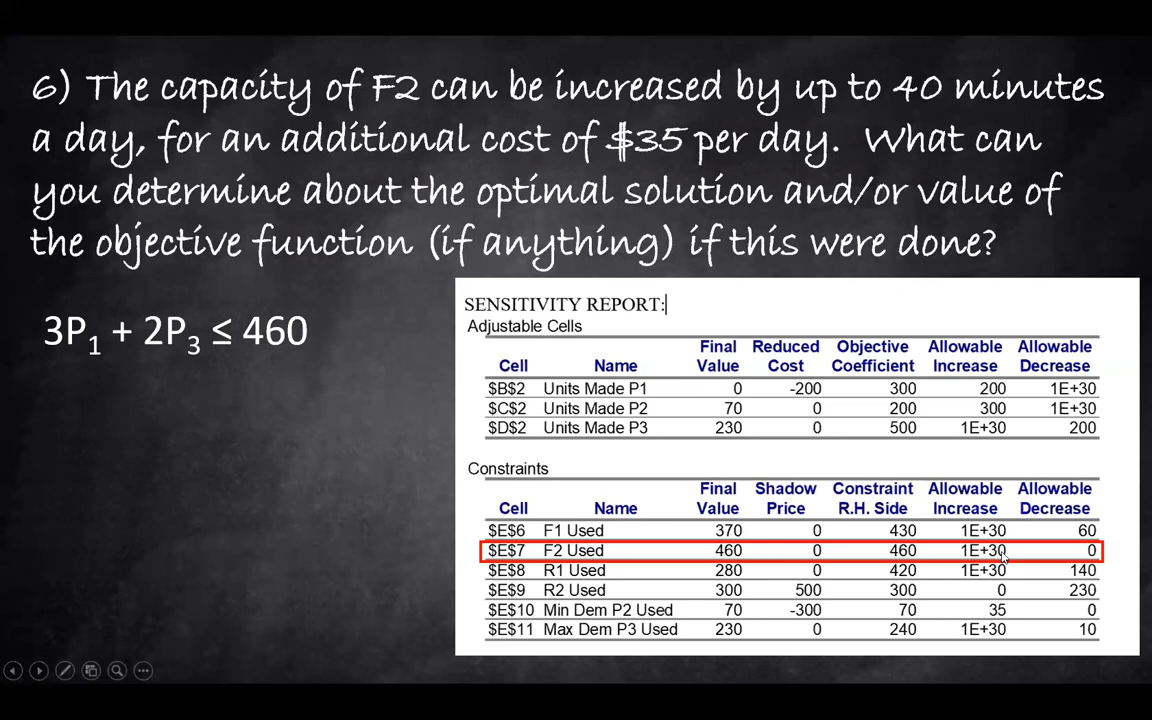 6) The capacity of F2 can be increased by up to 40 minutes
a day, for an additional cost of $35 per day. What can
you determine about the optimal solution and/or value of
the objective function (if anything) if this were done?
3P1 + 2P3 ≤ 460
SENSITIVITY REPORT:
Adjustable Cells
Final Reduced Objective Allowable Allowable
Cell Name Value Cost Coefficient Increase Decrease
$B$2 Units Made P1 0 -200 300 200 1E+30
$C$2 Units Made P2 70 0 200 300 1E+30
$D$2 Units Made P3 230 0 500 1E+30 200
Constraints
Final Shadow Constraint Allowable Allowable
Cell Name Value Price R.H. Side Increase Decrease
$E$6 F1 Used 370 0 430 1E+30 60
$E$7 F2 Used 460 0 460 1E+30 0
$E$8 R1 Used 280 0 420 1E+30 140
$E$9 R2 Used 300 500 300 0 230
$E$10 Min Dem P2 Used 70 -300 70 35 0
$E$11 Max Dem P3 Used 230 0 240 1E+30 10